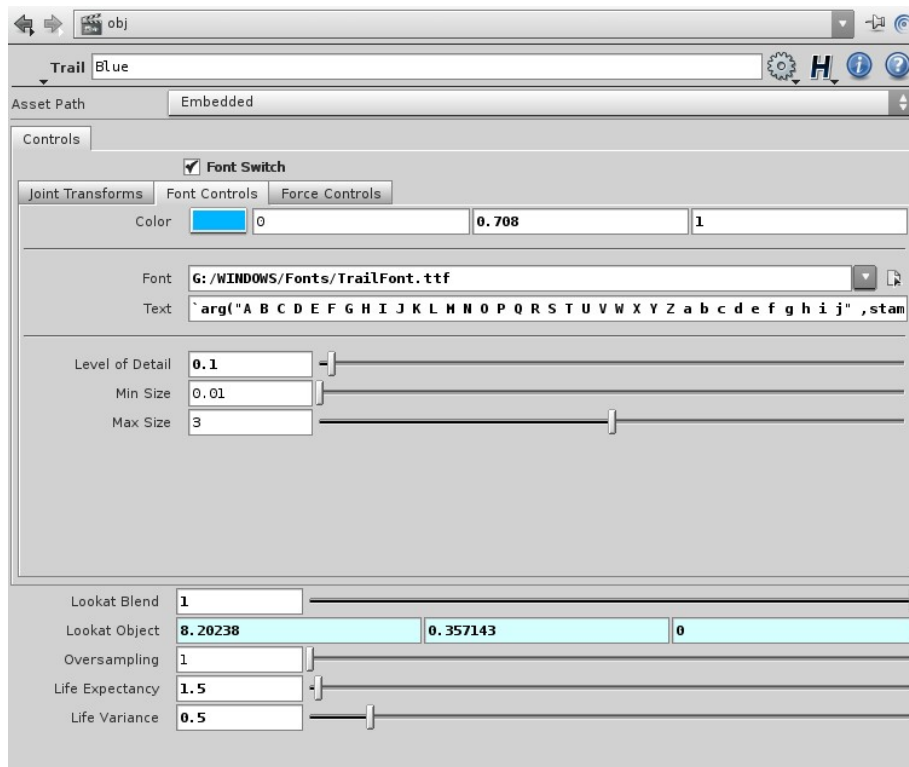 obj
Trail Blue
Asset Path Embedded
Controls
Font Switch
Joint Transforms Font Controls Force Controls
Color 0 0.708 1
Font G:/WINDOWS/Fonts/TrailFont.ttf
Text `arg("A B C D E F G H I J K L M N O P Q R S T U V W X Y Z a b c d e f g h i j" ,stam
Level of Detail 0.1
Min Size 0.01
Max Size 3
Lookat Blend 1
Lookat Object 8.20238 0.357143 0
Oversampling 1
Life Expectancy 1.5
Life Variance 0.5